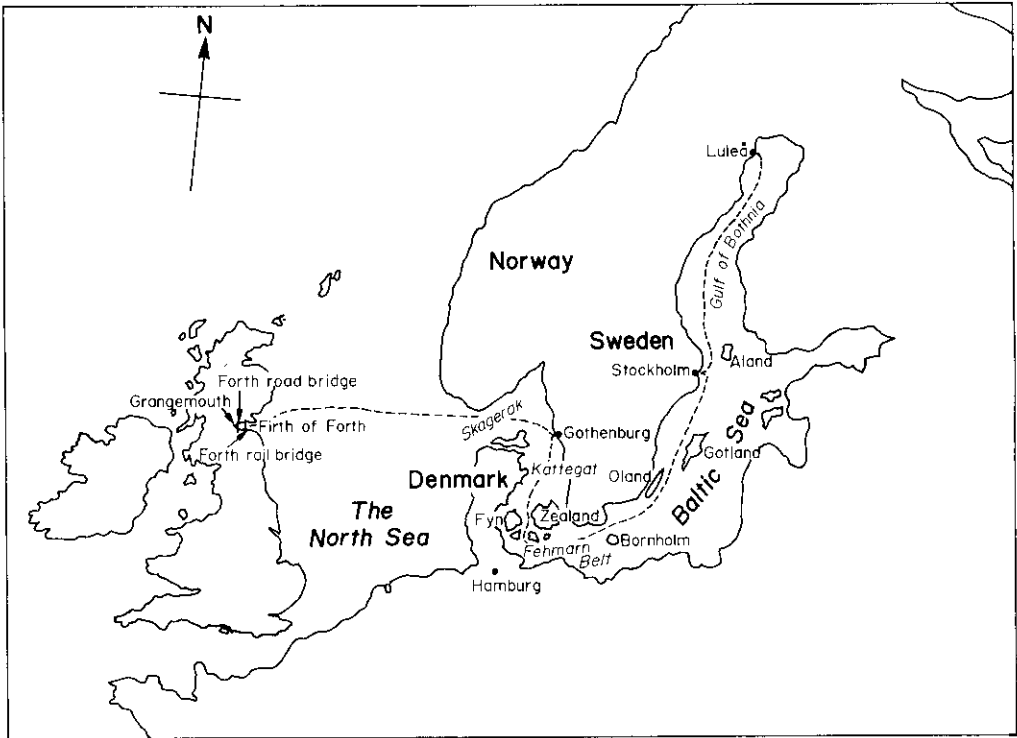 N
Luleå
Gulf of Bothnia
Norway
Sweden
Stockholm
Åland
Forth road bridge
Grangemouth
Firth of Forth
Forth rail bridge
Skagerak
Gothenburg
Kattegat
Gotland
Oland
Baltic Sea
Denmark
The
North Sea
Fyn
Zealand
Bornholm
Fehmarn
Belt
Hamburg